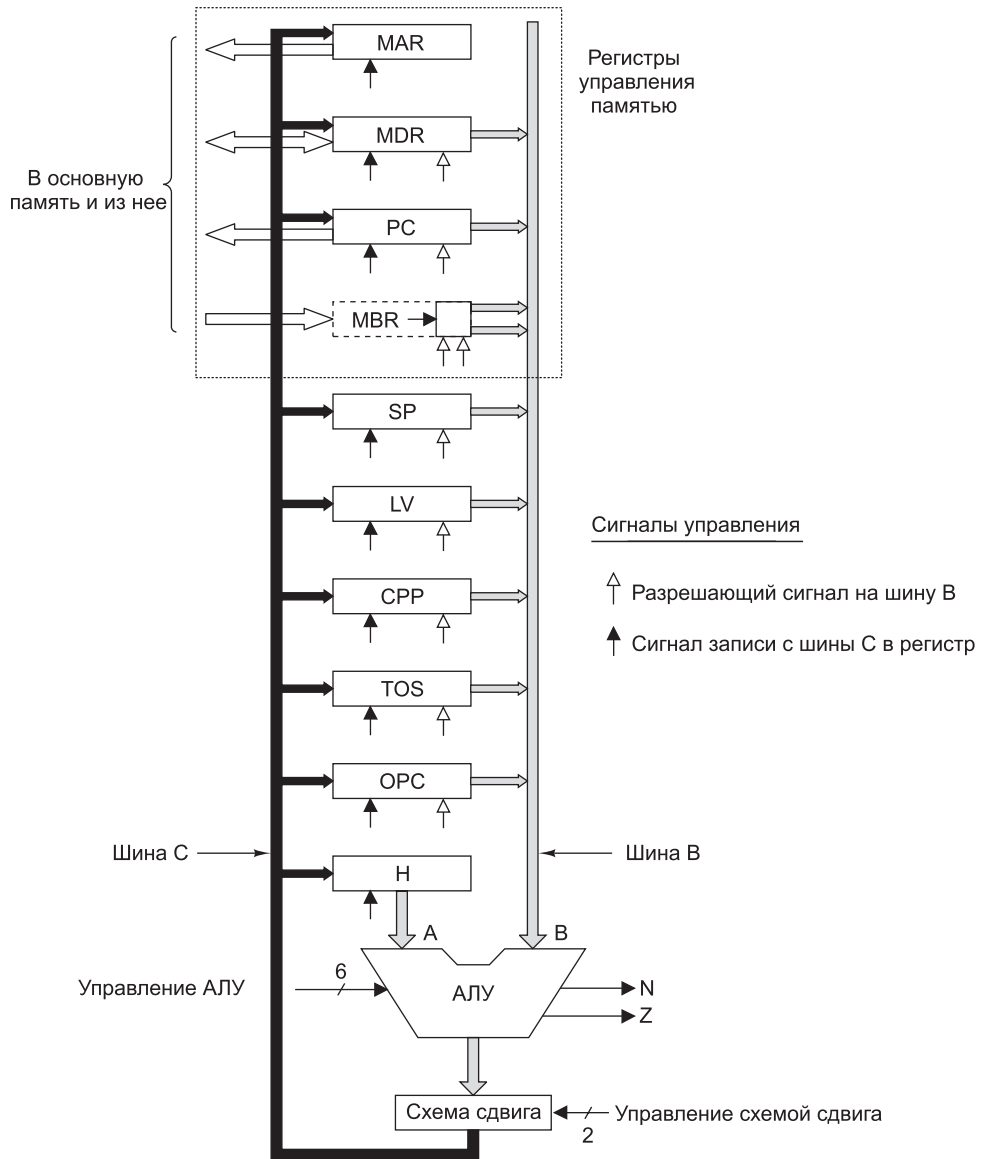 MAR
Регистры
управления
памятью
MDR
В основную
память и из нее
PC
MBR
SP
LV
Сигналы управления
CPP
Разрешающий сигнал на шину B
Сигнал записи с шины C в регистр
TOS
OPC
Шина C
Шина B
H
A
B
6
Управление АЛУ
АЛУ
N
Z
Схема сдвига
Управление схемой сдвига
2